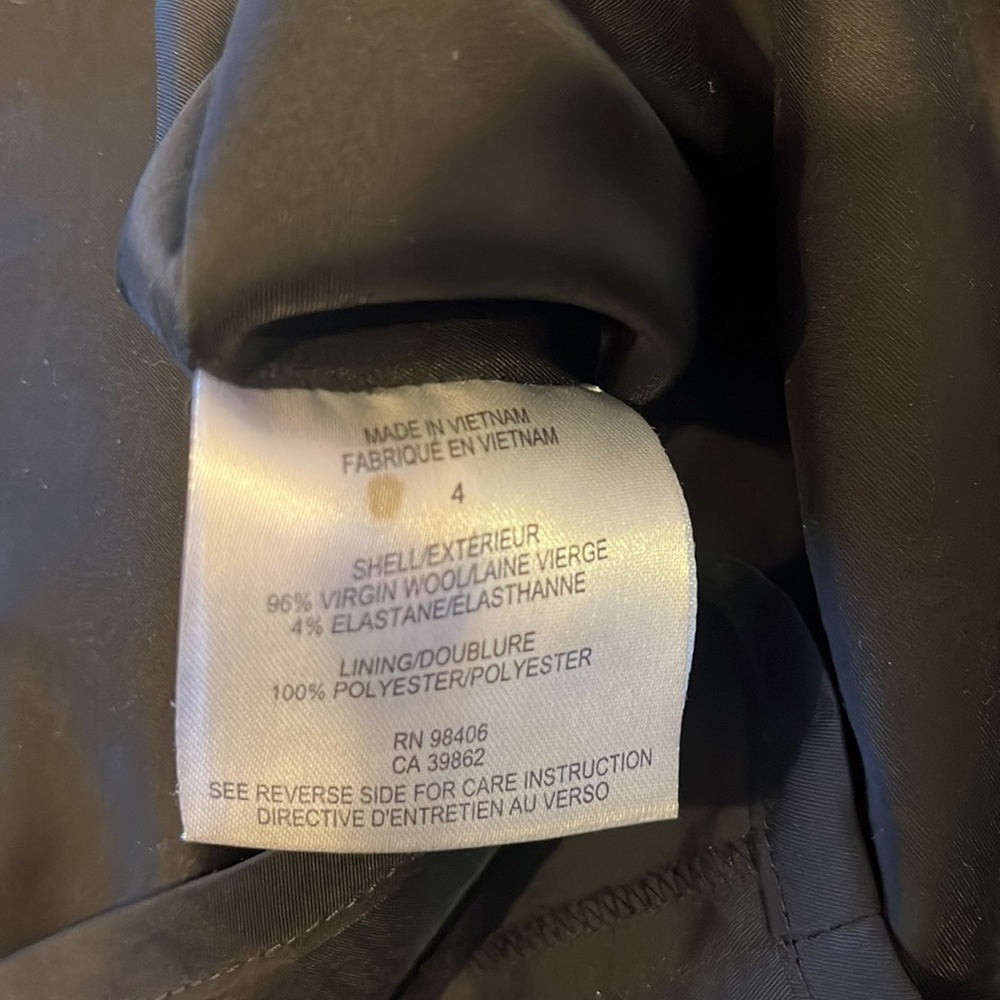 MADE IN VIETNAM
FABRIQUÉ EN VIETNAM
4
SHELL/EXTÉRIEUR
96% VIRGIN WOOL/LAINE VIERGE
4% ELASTANE/ÉLASTHANNE
LINING/DOUBLURE
100% POLYESTER/POLYESTER
RN 98406
CA 39862
SEE REVERSE SIDE FOR CARE INSTRUCTION
DIRECTIVE D'ENTRETIEN AU VERSO